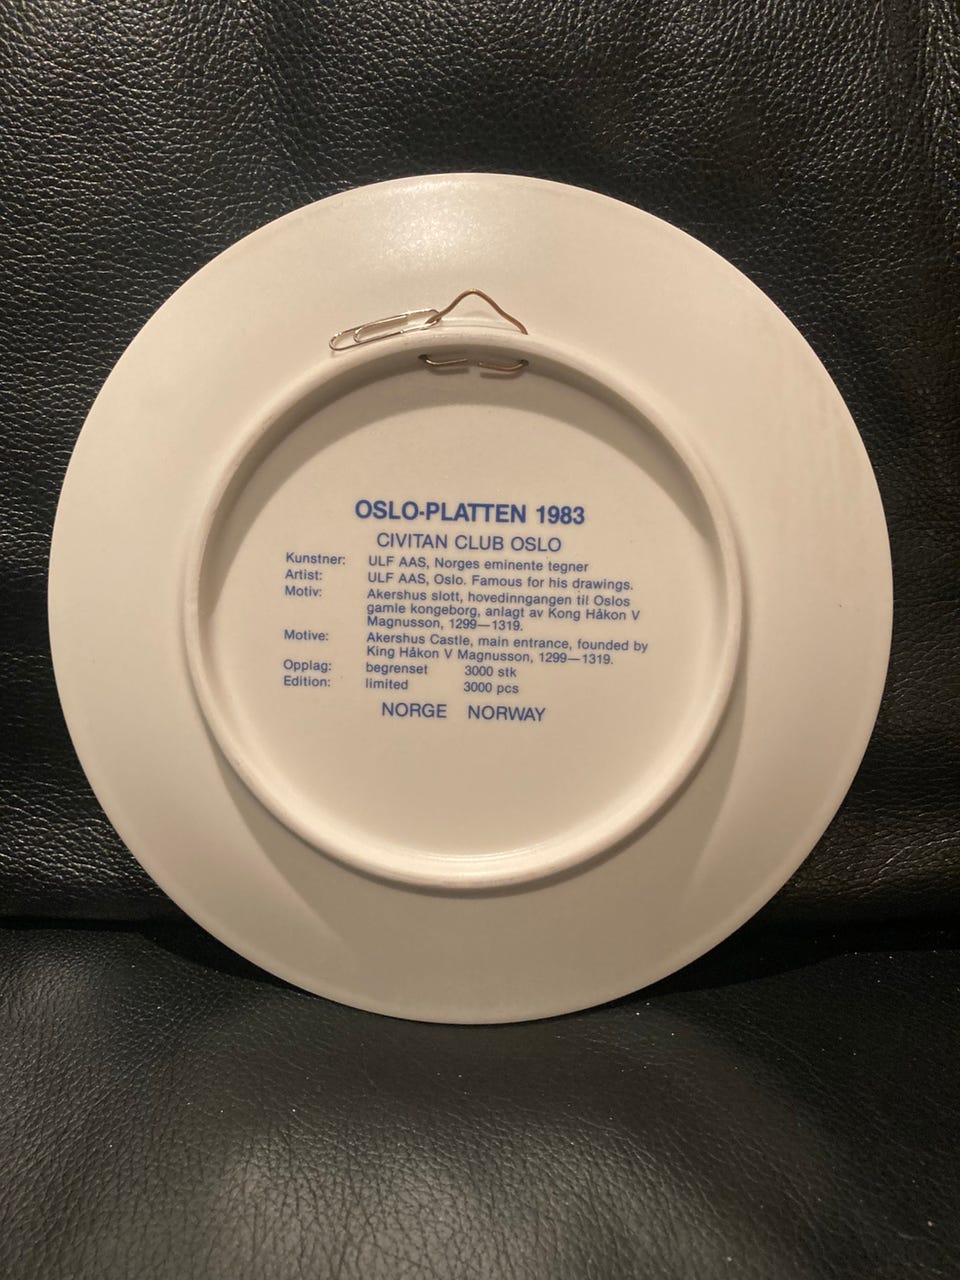 OSLO-PLATTEN 1983
CIVITAN CLUB OSLO
Kunstner: ULF AAS, Norges eminente tegner
Artist: ULF AAS, Oslo. Famous for his drawings.
Motiv: Akershus slott, hovedinngangen til Oslos
gamle kongeborg, anlagt av Kong Håkon V
Magnusson, 1299—1319.
Motive: Akershus Castle, main entrance, founded by
King Håkon V Magnusson, 1299—1319.
Opplag: begrenset 3000 stk
Edition: limited 3000 pcs
NORGE NORWAY